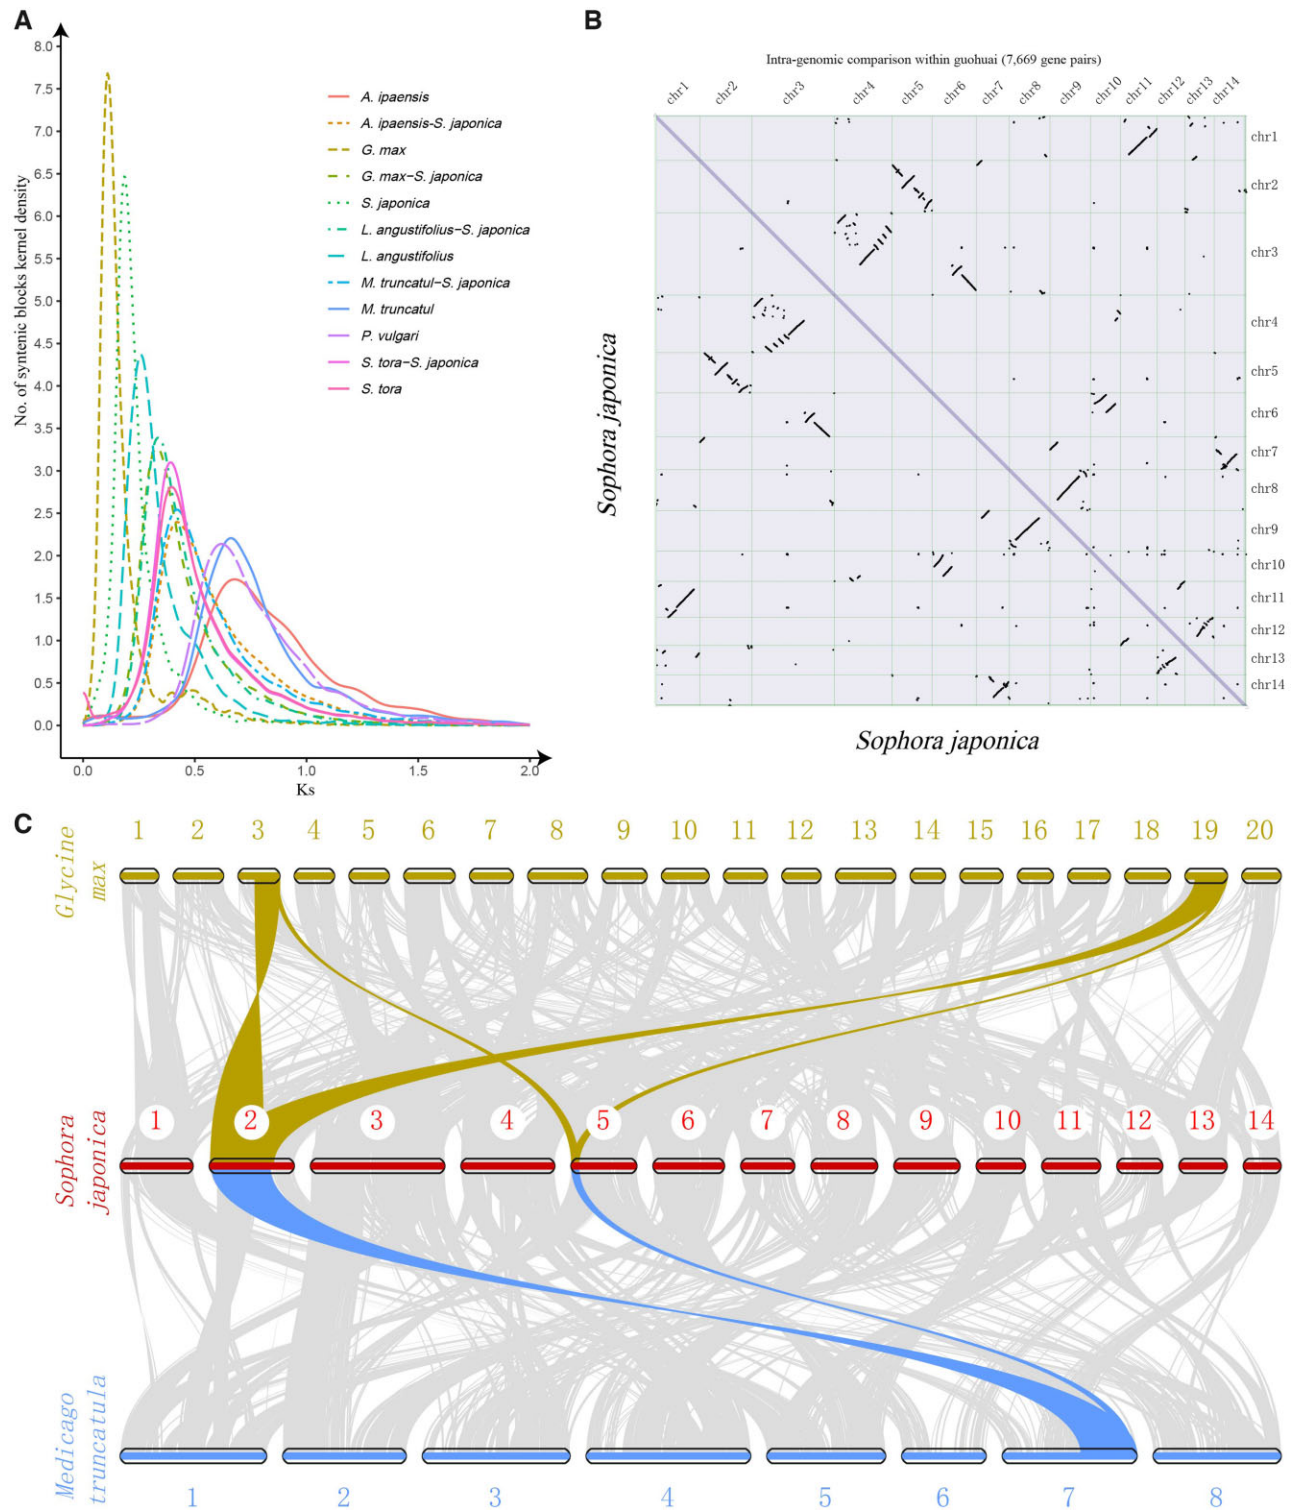 A
No. of syntenic blocks kernel density
8.0
7.5
7.0
6.5
6.0
5.5
5.0
4.5
4.0
3.5
3.0
2.5
2.0
1.5
1.0
0.5
0.0
0.0 0.5 1.0 1.5 2.0
Ks
A. ipaensis
A. ipaensis-S. japonica
G. max
G. max–S. japonica
S. japonica
L. angustifolius–S. japonica
L. angustifolius
M. truncatul–S. japonica
M. truncatul
P. vulgari
S. tora–S. japonica
S. tora
B
Intra-genomic comparison within guohuai (7,669 gene pairs)
chr1 chr2 chr3 chr4 chr5 chr6 chr7 chr8 chr9 chr10 chr11 chr12 chr13 chr14
chr1
chr2
chr3
chr4
chr5
chr6
chr7
chr8
chr9
chr10
chr11
chr12
chr13
chr14
Sophora japonica
Sophora japonica
C
Glycine
max
1 2 3 4 5 6 7 8 9 10 11 12 13 14 15 16 17 18 19 20
Sophora
japonica
1 2 3 4 5 6 7 8 9 10 11 12 13 14
Medicago
truncatula
1 2 3 4 5 6 7 8